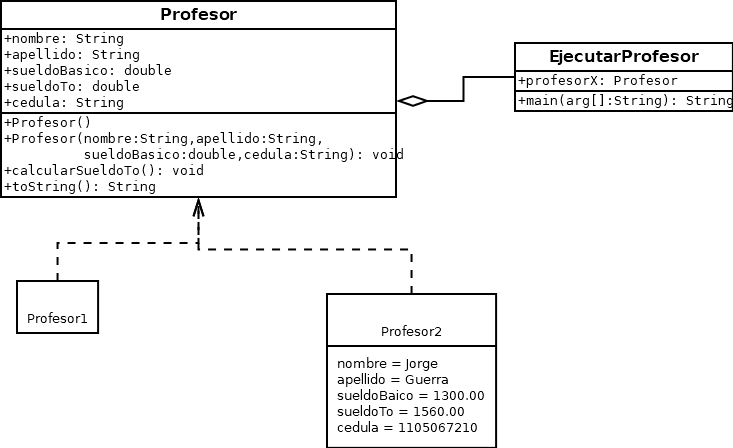 Profesor
+nombre: String
+apellido: String
+sueldoBasico: double
+sueldoTo: double
+cedula: String
+Profesor()
+Profesor(nombre:String,apellido:String,
sueldoBasico:double,cedula:String): void
+calcularSueldoTo(): void
+toString(): String
EjecutarProfesor
+profesorX: Profesor
+main(arg[]:String): String
Profesor1
Profesor2
nombre = Jorge
apellido = Guerra
sueldoBaico = 1300.00
sueldoTo = 1560.00
cedula = 1105067210